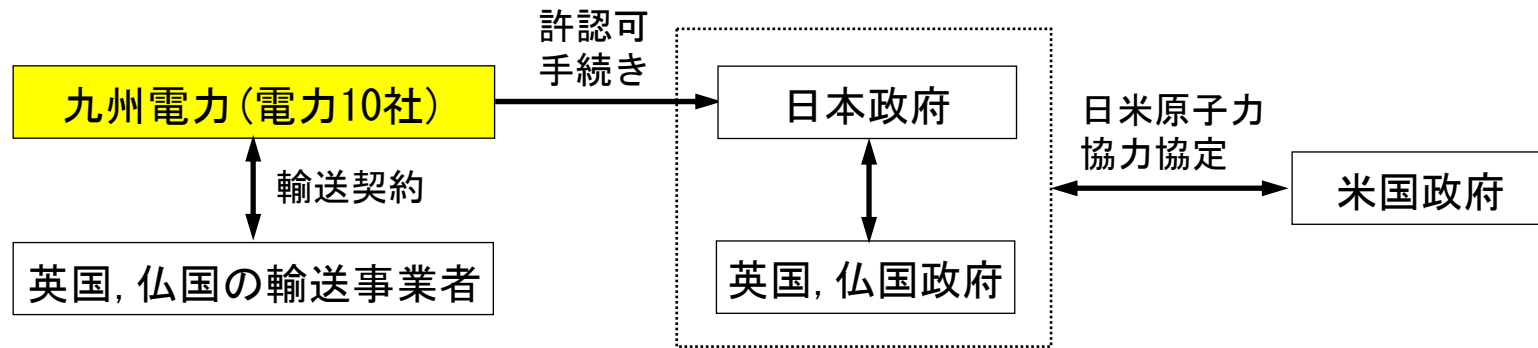 許認可
手続き
九州電力(電力10社)
日本政府
日米原子力
協力協定
輸送契約
米国政府
英国,仏国の輸送事業者
英国,仏国政府